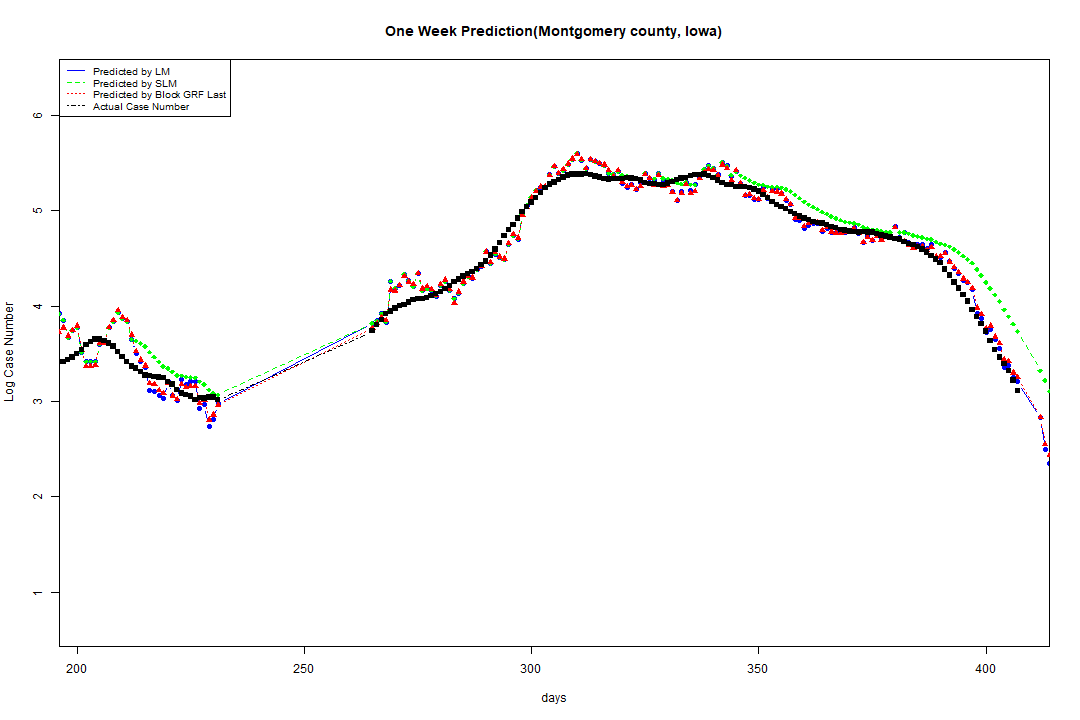 One Week Prediction(Montgomery county, Iowa)
Predicted by LM
Predicted by SLM
Predicted by Block GRF Last
Actual Case Number
6
5
4
3
2
1
Log Case Number
200 250 300 350 400
days